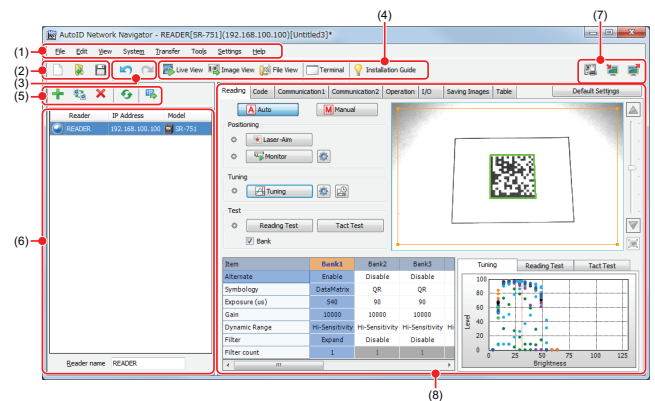 (4)
(7)
AutoID Network Navigator - READER[SR-751](192.168.100.100)[Untitled3]*
(1)
File Edit View System Transfer Tools Settings Help
(2)
Live View Image View File View Terminal Installation Guide
(3)
(5)
Reading Code Communication1 Communication2 Operation I/O Saving Images Table Default Settings
Reader IP Address Model
READER 192.168.100.100 SR-751
Auto Manual
Positioning
Laser-Aim
Monitor
Tuning
Tuning
Test
Reading Test Tact Test
Bank
(6)
Item Bank1 Bank2 Bank3
Alternate Enable Disable Disable
Symbology DataMatrix QR QR
Exposure (us) 540 90 90
Gain 10000 10000 10000
Dynamic Range Hi-Sensitivity Hi-Sensitivity Hi-Sensitivity Hi
Filter Expand Disable Disable
Filter count 1 1 1
Tuning Reading Test Tact Test
100
80
60
40
20
0
Level
0 25 50 75 100 125
Brightness
Reader name READER
(8)